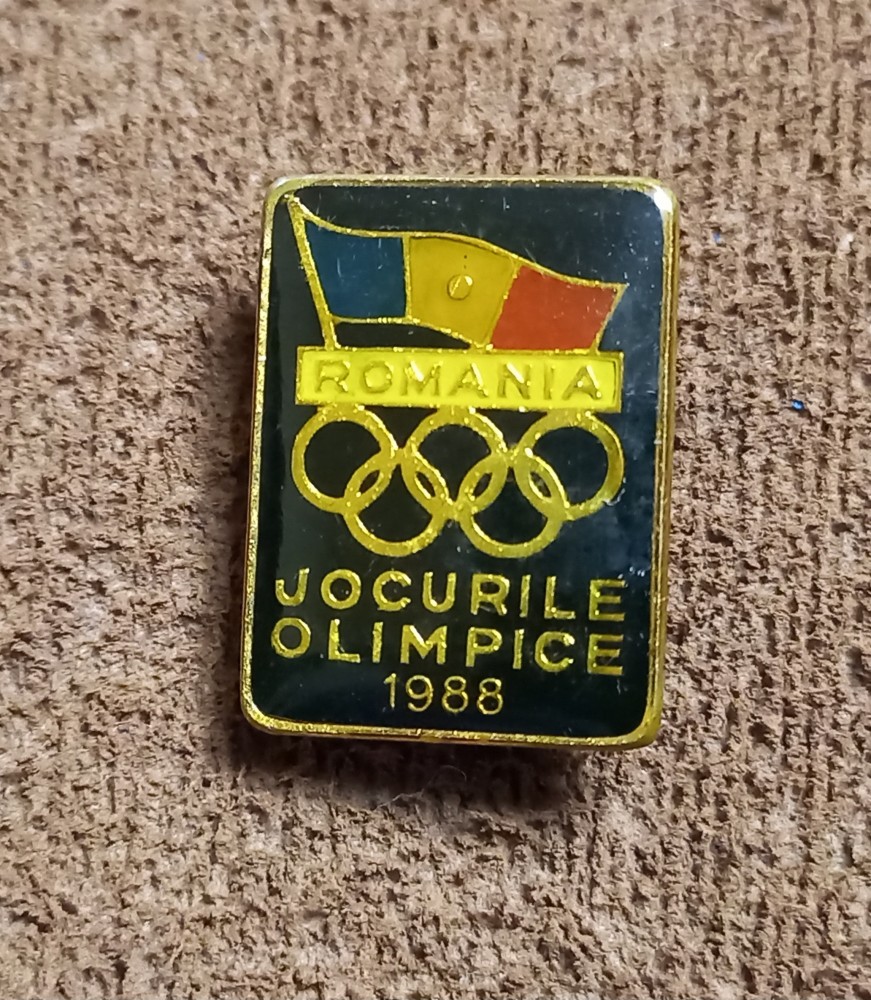 ROMANIA
JOCURILE
OLIMPICE
1988